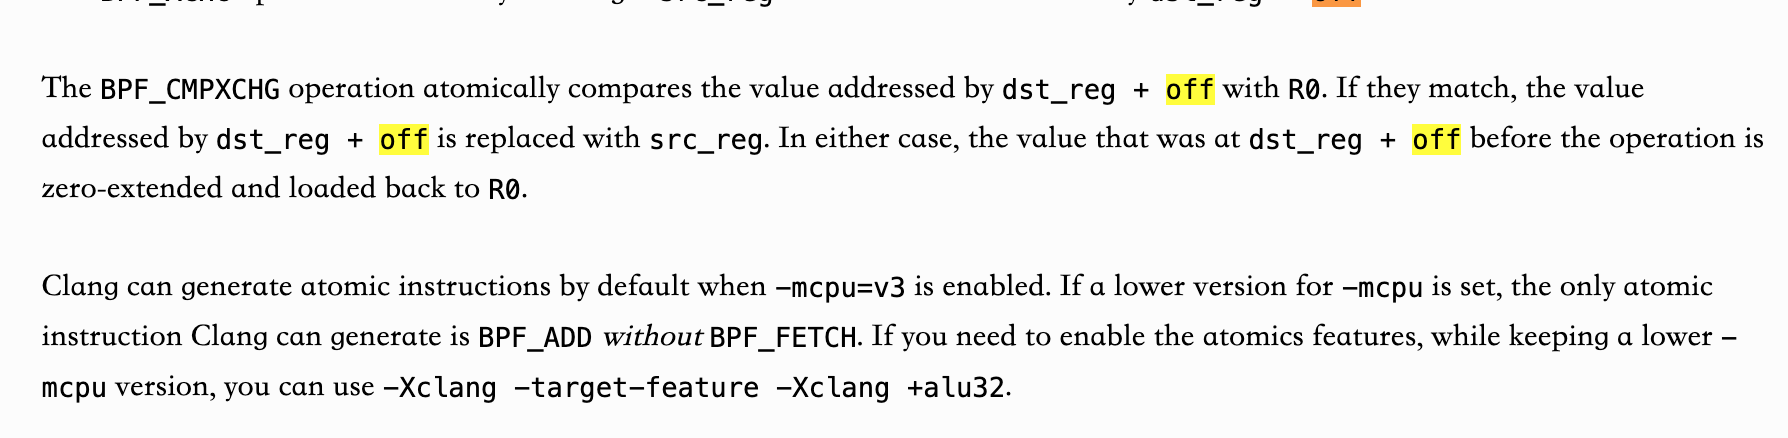 The BPF_CMPXCHG operation atomically compares the value addressed by dst_reg + off with R0. If they match, the value
addressed by dst_reg + off is replaced with src_reg. In either case, the value that was at dst_reg + off before the operation is
zero-extended and loaded back to R0.
Clang can generate atomic instructions by default when -mcpu=v3 is enabled. If a lower version for -mcpu is set, the only atomic
instruction Clang can generate is BPF_ADD without BPF_FETCH. If you need to enable the atomics features, while keeping a lower -
mcpu version, you can use -Xclang -target-feature -Xclang +alu32.